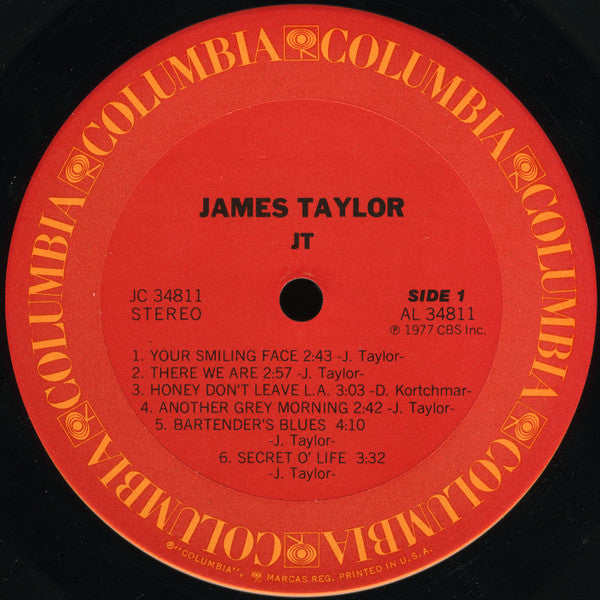 COLUMBIA COLUMBIA COLUMBIA COLUMBIA COLUMBIA COLUMBIA COLUMBIA COLUMBIA
JAMES TAYLOR
JT
JC 34811
STEREO
SIDE 1
AL 34811
℗ 1977 CBS Inc.
1. YOUR SMILING FACE 2:43 -J. Taylor-
2. THERE WE ARE 2:57 -J. Taylor-
3. HONEY DON'T LEAVE L.A. 3:03 -D. Kortchmar-
4. ANOTHER GREY MORNING 2:42 -J. Taylor-
5. BARTENDER'S BLUES 4:10
-J. Taylor-
6. SECRET O' LIFE 3:32
-J. Taylor-
®"COLUMBIA", MARCAS REG. PRINTED IN U.S.A.